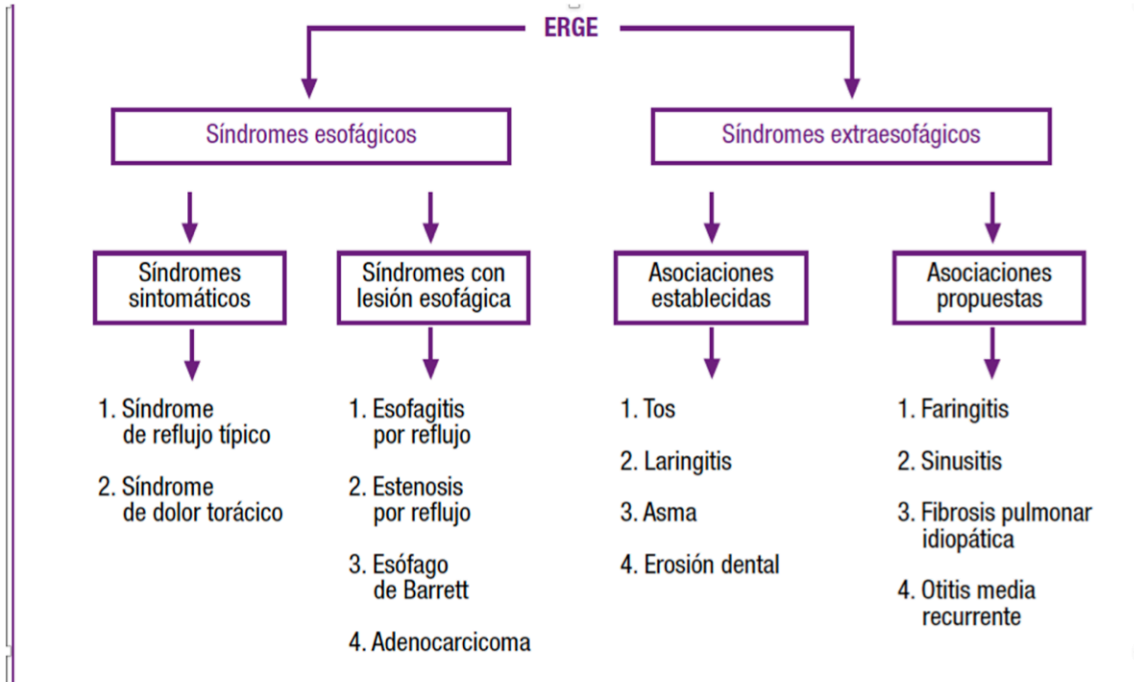 ERGE
Síndromes esofágicos
Síndromes extraesofágicos
Síndromes
sintomáticos
Síndromes con
lesión esofágica
Asociaciones
establecidas
Asociaciones
propuestas
1. Síndrome
de reflujo típico
2. Síndrome
de dolor torácico
1. Esofagitis
por reflujo
2. Estenosis
por reflujo
3. Esófago
de Barrett
4. Adenocarcicoma
1. Tos
2. Laringitis
3. Asma
4. Erosión dental
1. Faringitis
2. Sinusitis
3. Fibrosis pulmonar
idiopática
4. Otitis media
recurrente